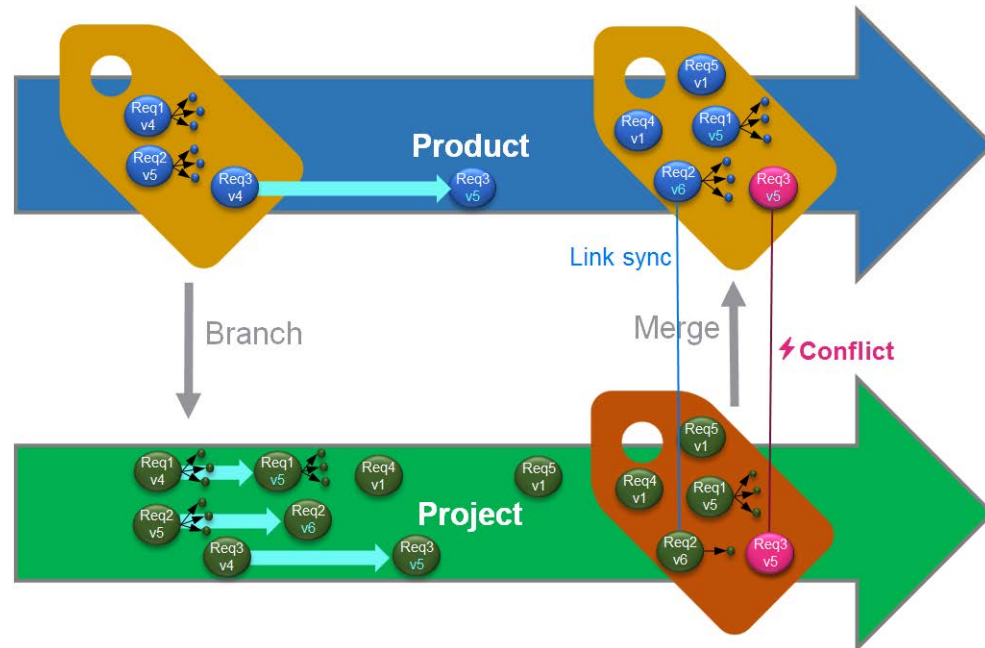 Req5
v1
Req1
v4
Req4
v1
Req1
v5
Product
Req2
v5
Req3
v4
Req3
v5
Req2
v6
Req3
v5
Link sync
Branch
Merge
Conflict
Req5
v1
Req1
v4
Req1
v5
Req4
v1
Req5
v1
Req4
v1
Req1
v5
Req2
v5
Req2
v6
Project
Req3
v4
Req3
v5
Req2
v6
Req3
v5